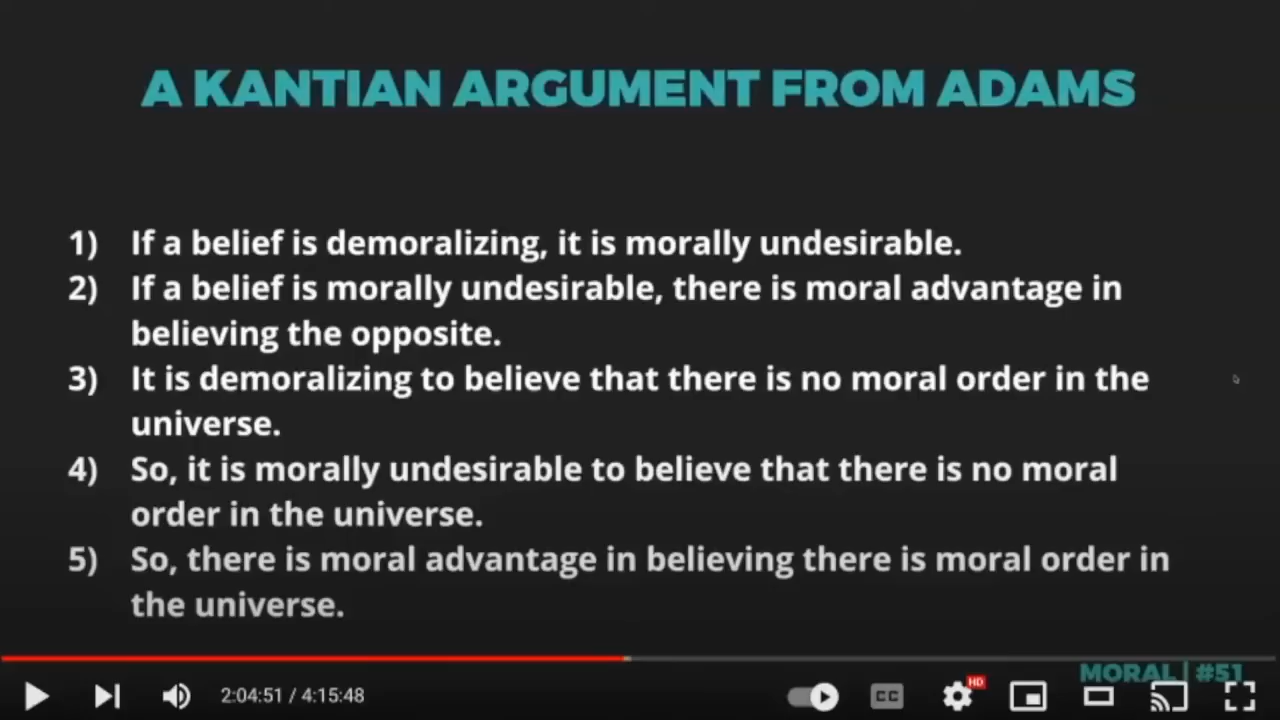 A KANTIAN ARGUMENT FROM ADAMS
1) If a belief is demoralizing, it is morally undesirable.
2) If a belief is morally undesirable, there is moral advantage in
believing the opposite.
3) It is demoralizing to believe that there is no moral order in the
universe.
4) So, it is morally undesirable to believe that there is no moral
order in the universe.
5) So, there is moral advantage in believing there is moral order in
the universe.
MORAL | #51
2:04:51 / 4:15:48
CC
HD